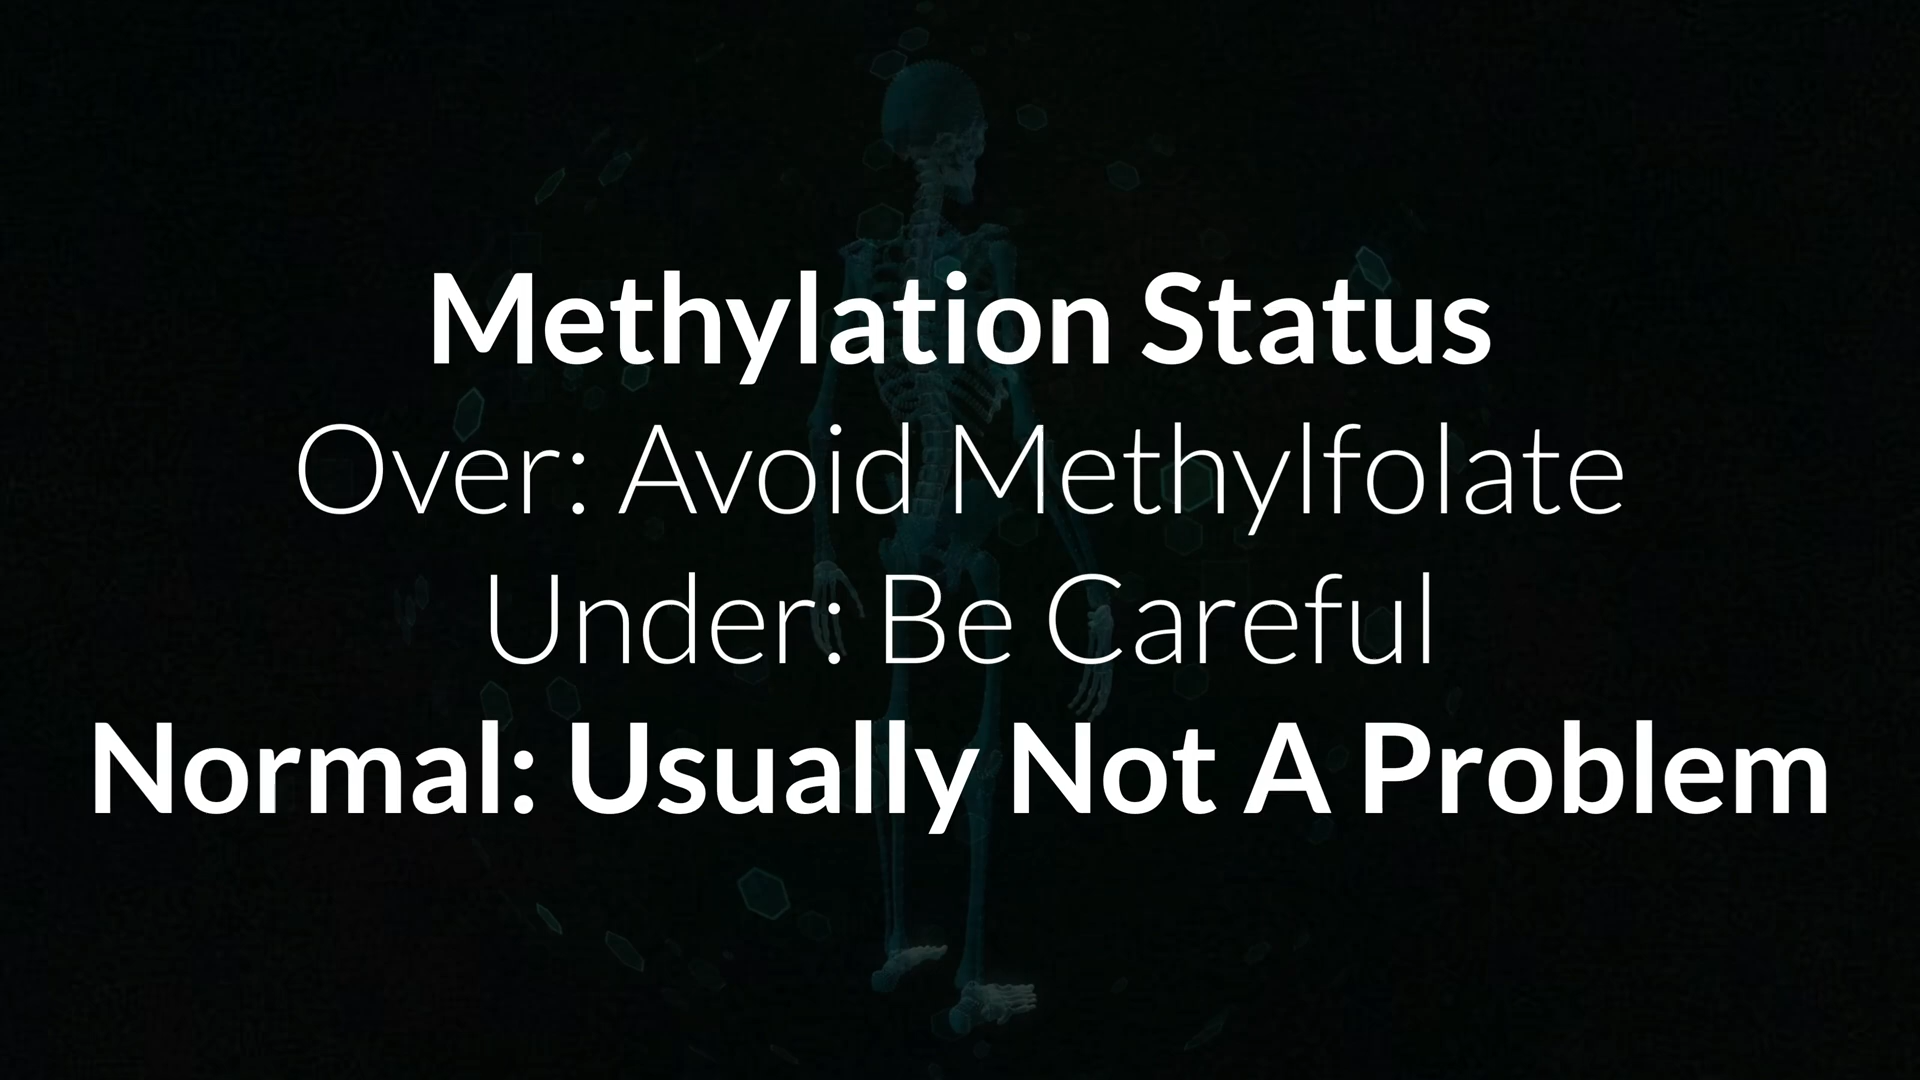 Methylation Status
Over: Avoid Methylfolate
Under: Be Careful
Normal: Usually Not A Problem